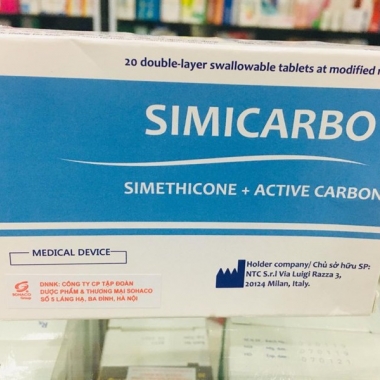 20 double-layer swallowable tablets at modified
SIMICARBO
SIMETHICONE + ACTIVE CARBON
MEDICAL DEVICE
DNNK: CÔNG TY CP TẬP ĐOÀN
DƯỢC PHẨM & THƯƠNG MẠI SOHACO
SỐ 5 LÁNG HẠ, BA ĐÌNH, HÀ NỘI
SOHACO
Group
Holder company/ Chủ sở hữu SP:
NTC S.r.l Via Luigi Razza 3,
20124 Milan, Italy.